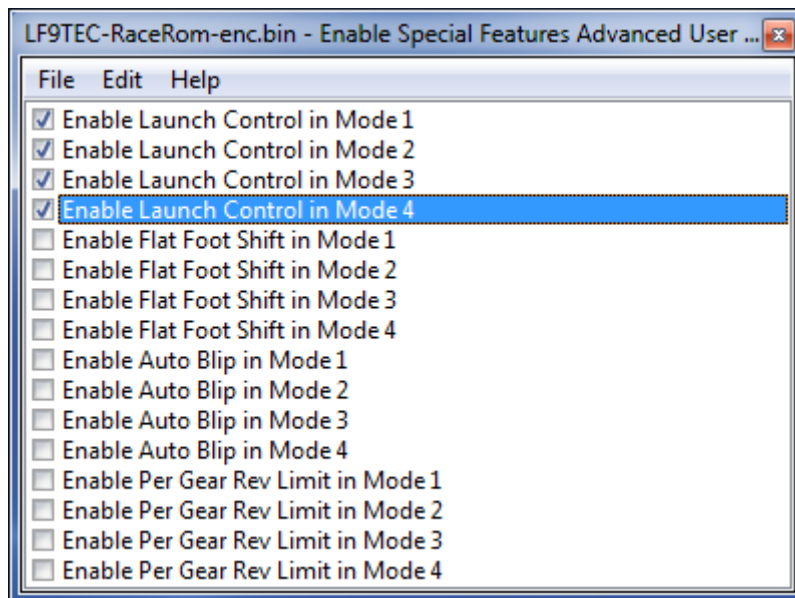 LF9TEC-RaceRom-enc.bin - Enable Special Features Advanced User ...
File Edit Help
Enable Launch Control in Mode 1
Enable Launch Control in Mode 2
Enable Launch Control in Mode 3
Enable Launch Control in Mode 4
Enable Flat Foot Shift in Mode 1
Enable Flat Foot Shift in Mode 2
Enable Flat Foot Shift in Mode 3
Enable Flat Foot Shift in Mode 4
Enable Auto Blip in Mode 1
Enable Auto Blip in Mode 2
Enable Auto Blip in Mode 3
Enable Auto Blip in Mode 4
Enable Per Gear Rev Limit in Mode 1
Enable Per Gear Rev Limit in Mode 2
Enable Per Gear Rev Limit in Mode 3
Enable Per Gear Rev Limit in Mode 4